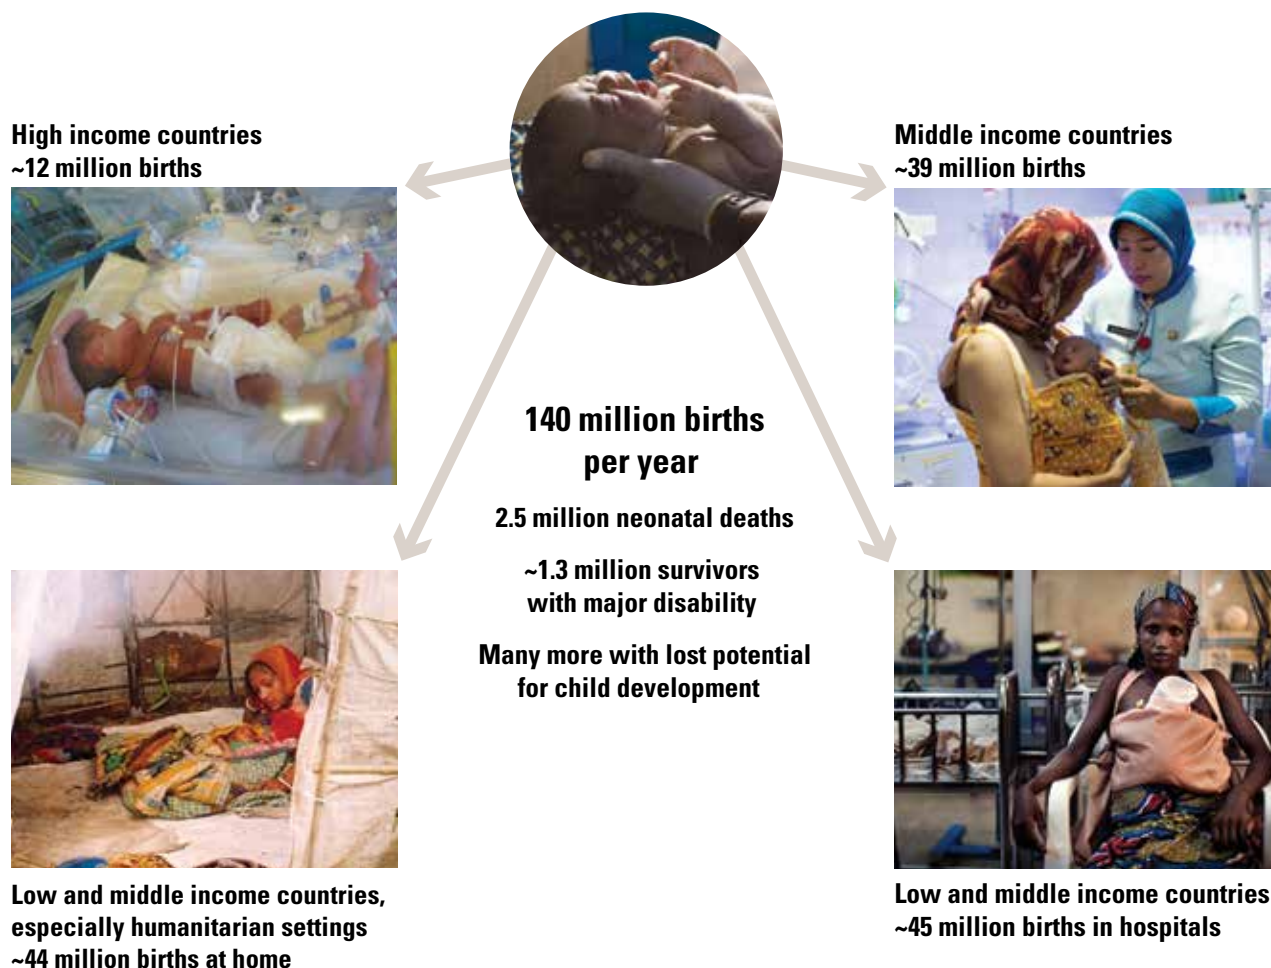 High income countries
~12 million births
Middle income countries
~39 million births
140 million births
per year
2.5 million neonatal deaths
~1.3 million survivors
with major disability
Many more with lost potential
for child development
Low and middle income countries,
especially humanitarian settings
~44 million births at home
Low and middle income countries
~45 million births in hospitals